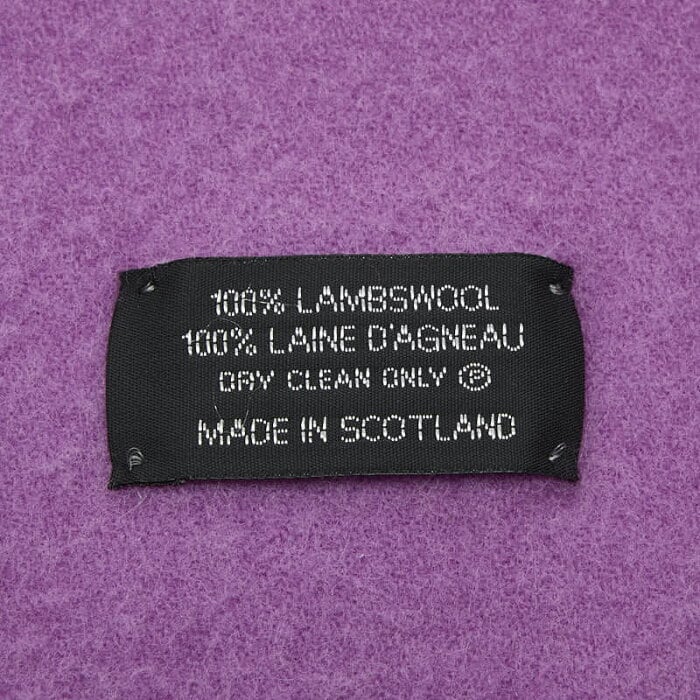 100% LAMBSWOOL
100% LAINE D'AGNEAU
DRY CLEAN ONLY Ⓟ
MADE IN SCOTLAND